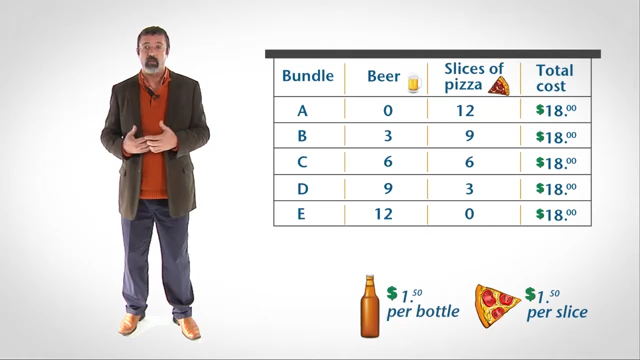 Bundle Beer Slices of pizza Total cost
A 0 12 $18.00
B 3 9 $18.00
C 6 6 $18.00
D 9 3 $18.00
E 12 0 $18.00
$1.50 per bottle
$1.50 per slice